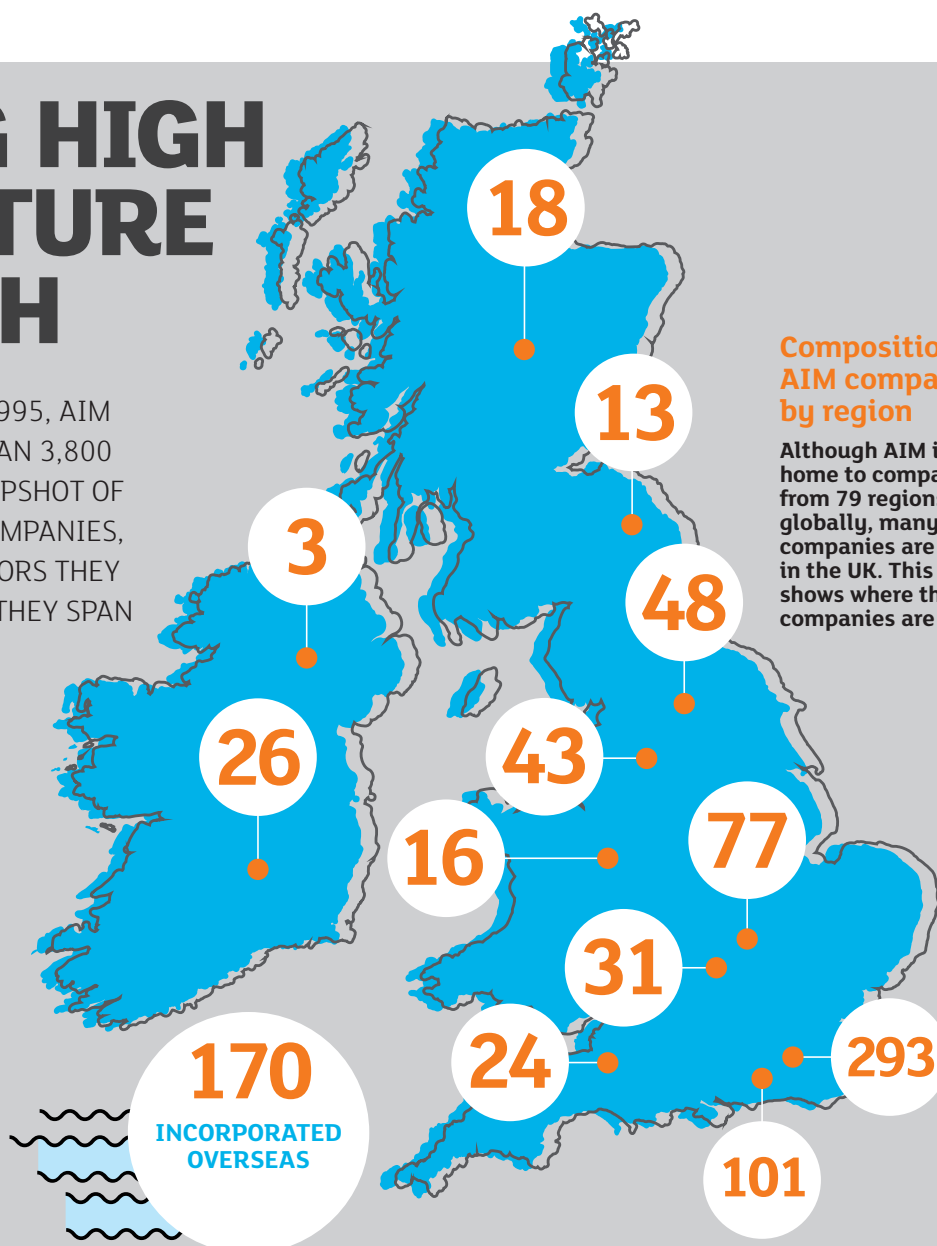 G HIGH
TURE
H
995, AIM
AN 3,800
PSHOT OF
OMPANIES,
ORS THEY
THEY SPAN
Compositio
AIM compa
by region
Although AIM i
home to compa
from 79 region
globally, many
companies are
in the UK. This
shows where th
companies are
18
13
3
48
26
43
77
16
31
24
293
101
170
INCORPORATED
OVERSEAS